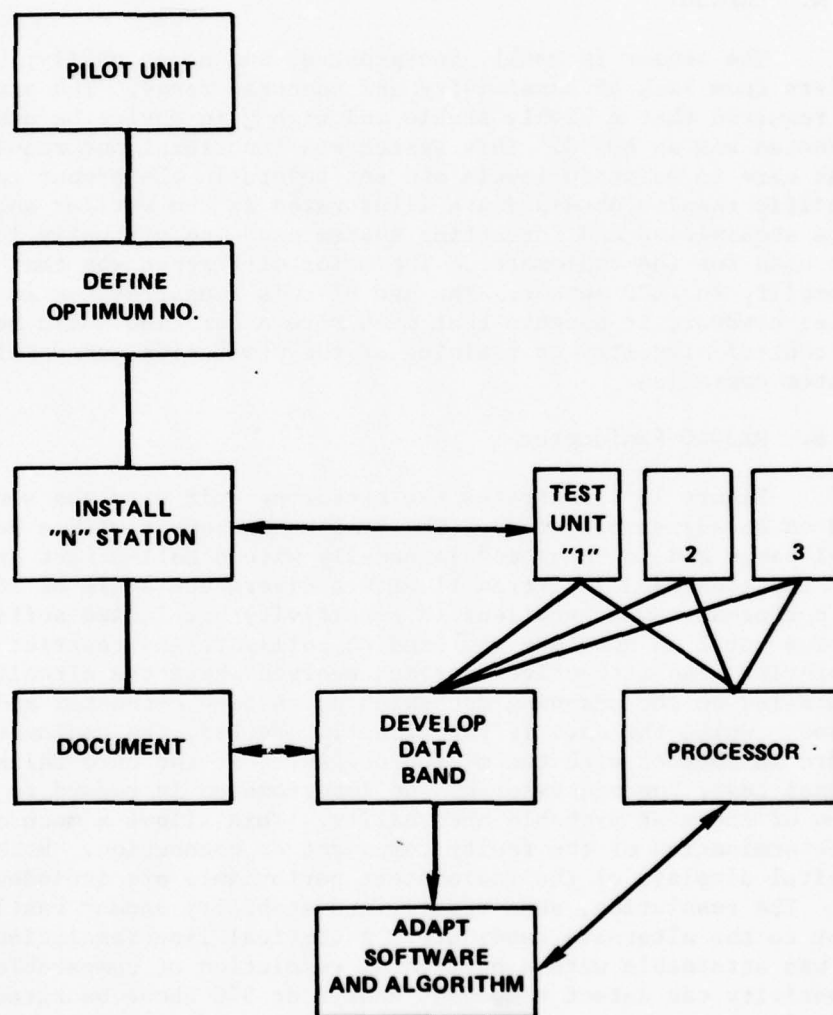 PILOT UNIT
DEFINE
OPTIMUM NO.
INSTALL
"N" STATION
TEST
UNIT
"1"
2
3
DOCUMENT
DEVELOP
DATA
BAND
PROCESSOR
ADAPT
SOFTWARE
AND ALGORITHM